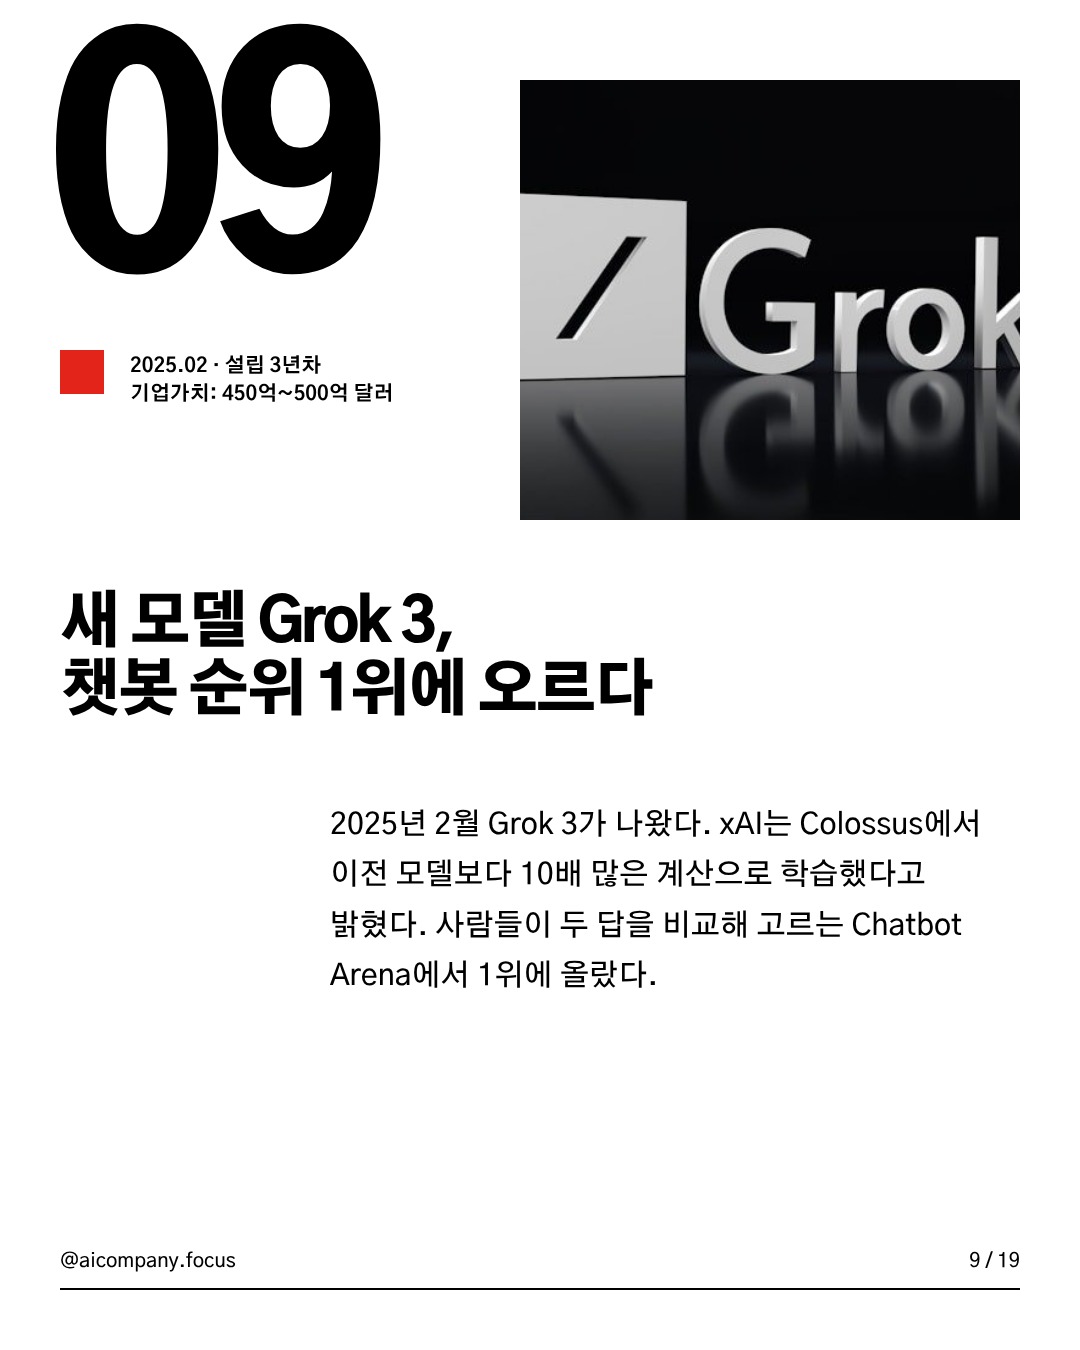 09
Grok
2025.02 · 설립 3년차
기업가치: 450억~500억 달러
새 모델 Grok 3,
챗봇 순위 1위에 오르다
2025년 2월 Grok 3가 나왔다. xAI는 Colossus에서
이전 모델보다 10배 많은 계산으로 학습했다고
밝혔다. 사람들이 두 답을 비교해 고르는 Chatbot
Arena에서 1위에 올랐다.
@aicompany.focus
9 / 19